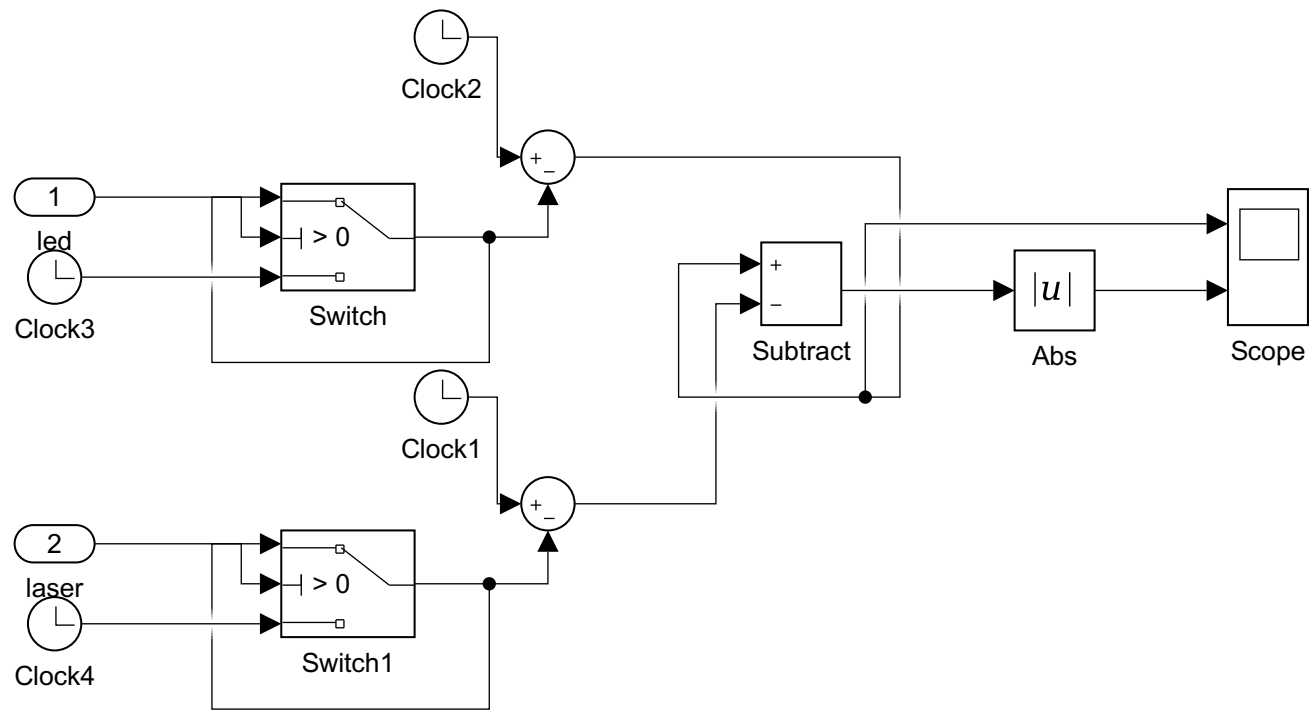 Clock2
+
−
1
led
> 0
Clock3
Switch
+
−
Subtract
|u|
Abs
Scope
Clock1
+
−
2
laser
> 0
Clock4
Switch1